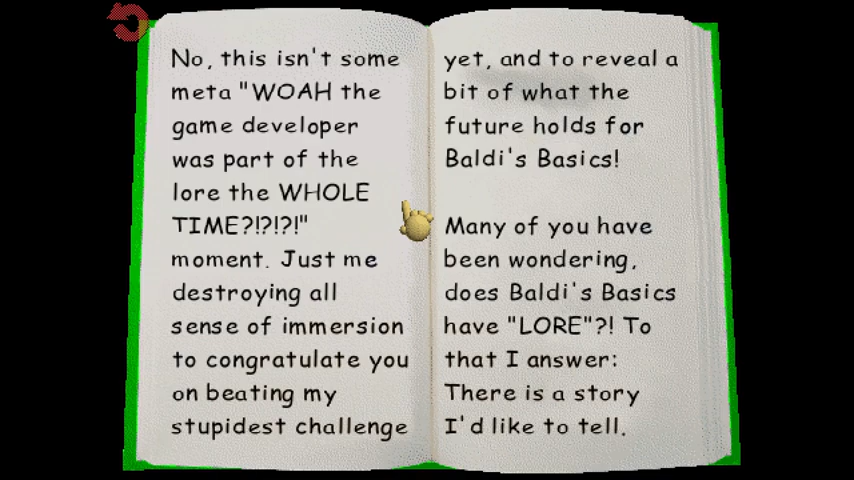 No, this isn't some
meta "WOAH the
game developer
was part of the
lore the WHOLE
TIME?!?!?!"
moment. Just me
destroying all
sense of immersion
to congratulate you
on beating my
stupidest challenge
yet, and to reveal a
bit of what the
future holds for
Baldi's Basics!
Many of you have
been wondering,
does Baldi's Basics
have "LORE"?! To
that I answer:
There is a story
I'd like to tell.